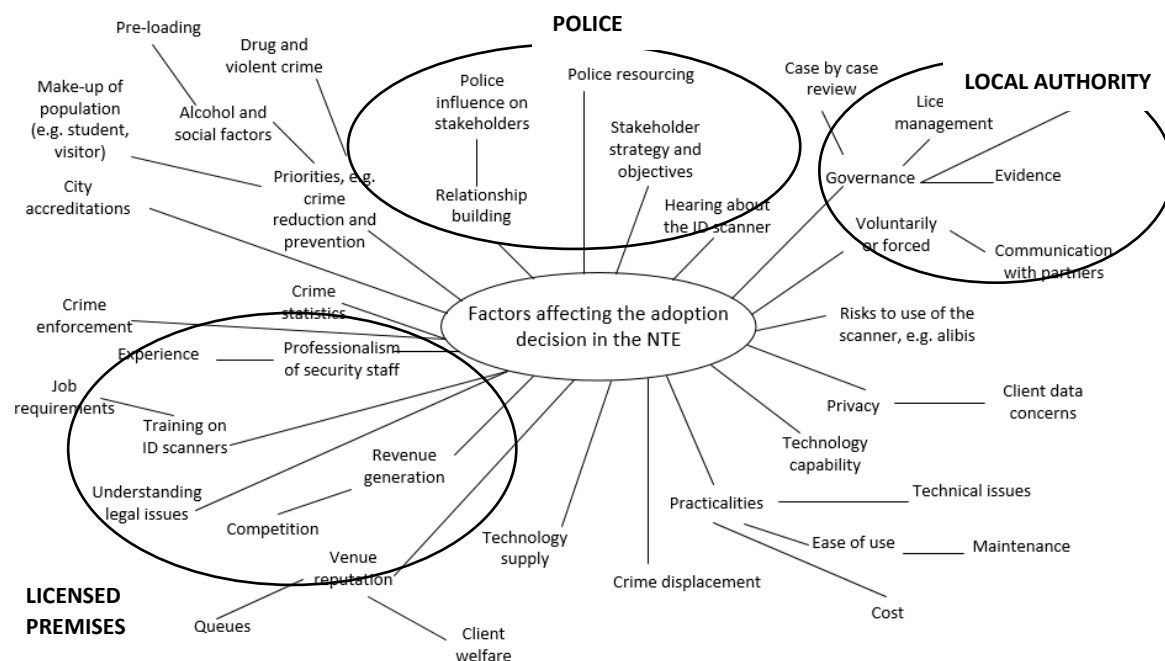 POLICE
Pre-loading
Drug and
violent crime
Police
influence on
stakeholders
Police resourcing
Case by case
review
LOCAL AUTHORITY
Make-up of
population
(e.g. student,
visitor)
Alcohol and
social factors
Stakeholder
strategy and
objectives
management
City
accreditations
Priorities, e.g.
crime
reduction and
prevention
Relationship
building
Hearing about
the ID scanner
Governance
Evidence
Voluntarily
or forced
Communication
with partners
Crime
statistics
Crime
enforcement
Factors affecting the adoption
decision in the NTE
Risks to use of the
scanner, e.g. alibis
Experience
Professionalism
of security staff
Job
requirements
Training on
ID scanners
Privacy
Client data
concerns
Technology
capability
Revenue
generation
Understanding
legal issues
Competition
Practicalities
Technical issues
Technology
supply
Ease of use
Maintenance
Venue
reputation
Crime displacement
Cost
LICENSED
PREMISES
Queues
Client
welfare